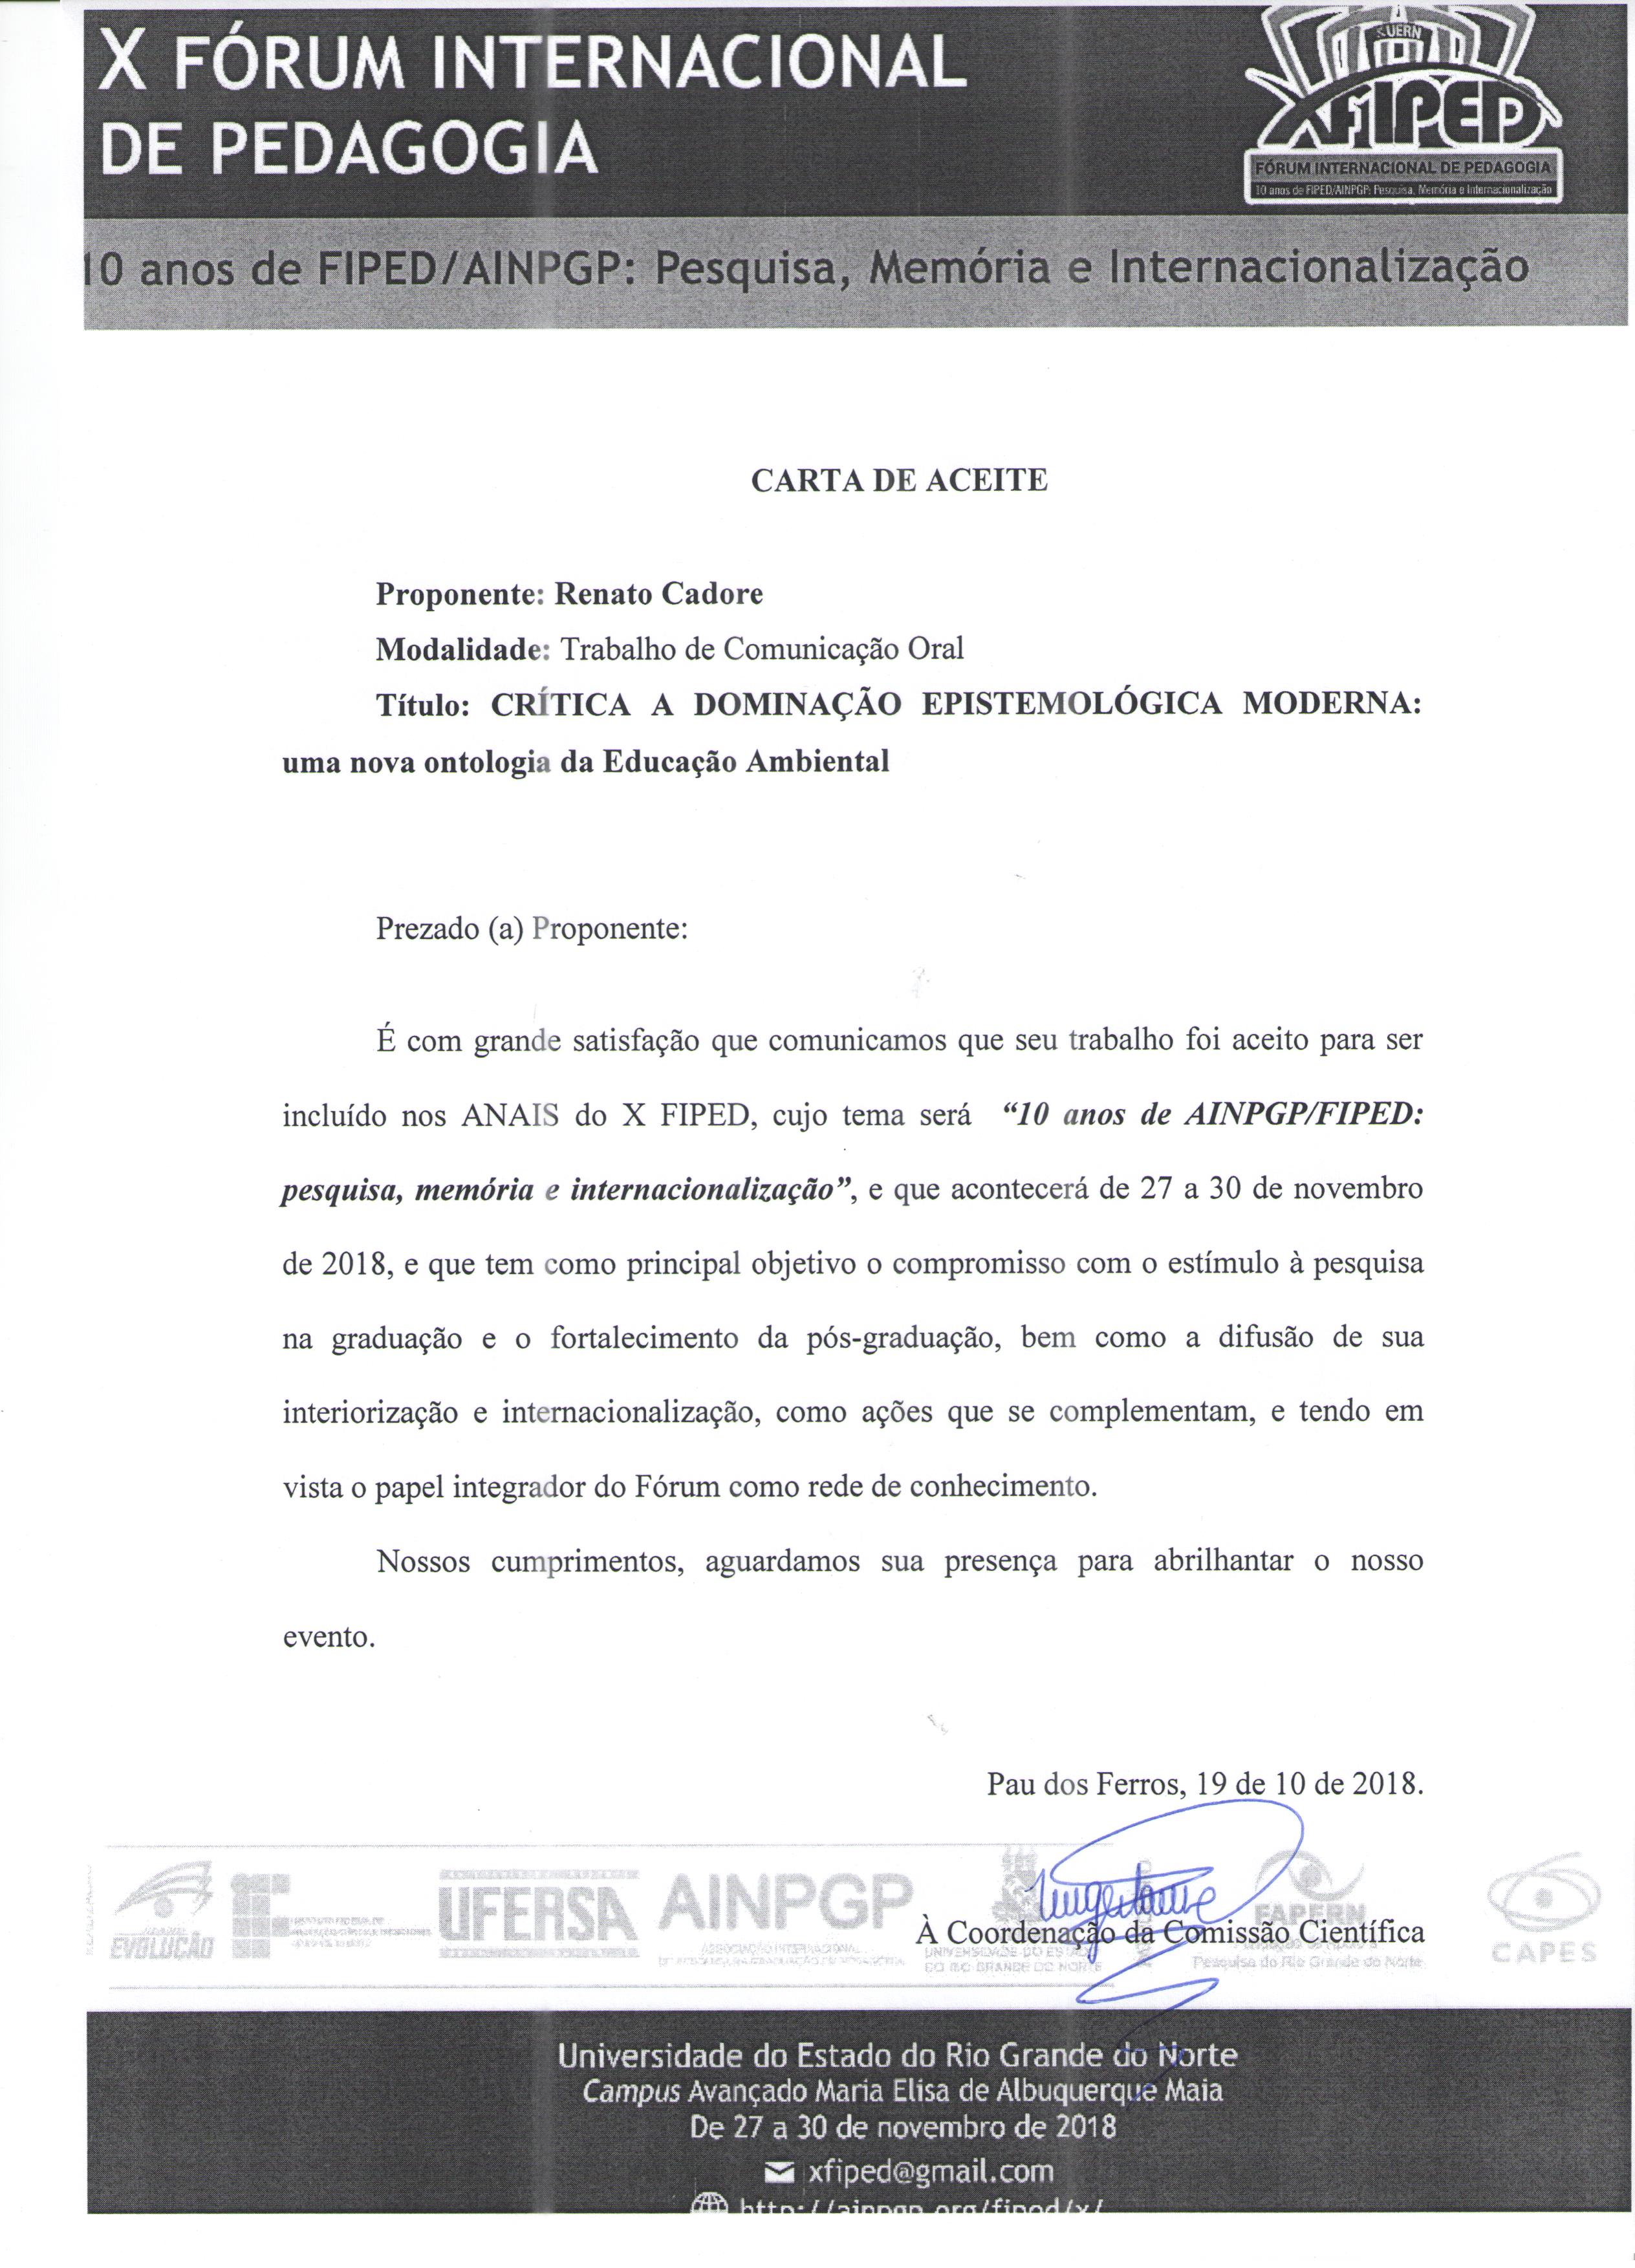 X FÓRUM INTERNACIONAL
DE PEDAGOGIA
UERN
XFIPED
FÓRUM INTERNACIONAL DE PEDAGOGIA
10 anos de FIPED/AINPGP: Pesquisa, Memória e Internacionalização
10 anos de FIPED/AINPGP: Pesquisa, Memória e Internacionalização
CARTA DE ACEITE
Proponente: Renato Cadore
Modalidade: Trabalho de Comunicação Oral
Título: CRÍTICA A DOMINAÇÃO EPISTEMOLÓGICA MODERNA:
uma nova ontologia da Educação Ambiental
Prezado (a) Proponente:
É com grande satisfação que comunicamos que seu trabalho foi aceito para ser
incluído nos ANAIS do X FIPED, cujo tema será “10 anos de AINPGP/FIPED:
pesquisa, memória e internacionalização”, e que acontecerá de 27 a 30 de novembro
de 2018, e que tem como principal objetivo o compromisso com o estímulo à pesquisa
na graduação e o fortalecimento da pós-graduação, bem como a difusão de sua
interiorização e internacionalização, como ações que se complementam, e tendo em
vista o papel integrador do Fórum como rede de conhecimento.
Nossos cumprimentos, aguardamos sua presença para abrilhantar o nosso
evento.
Pau dos Ferros, 19 de 10 de 2018.
EVOLUÇÃO
UFERSA
AINPGP
À Coordenação da Comissão Científica
UNIVERSIDADE DO ESTADO
DO RIO GRANDE DO NORTE
FAPERN
Pesquisa do Rio Grande do Norte
CAPES
Universidade do Estado do Rio Grande do Norte
Campus Avançado Maria Elisa de Albuquerque Maia
De 27 a 30 de novembro de 2018
xfiped@gmail.com
http://ainpgp.org/fiped/x/